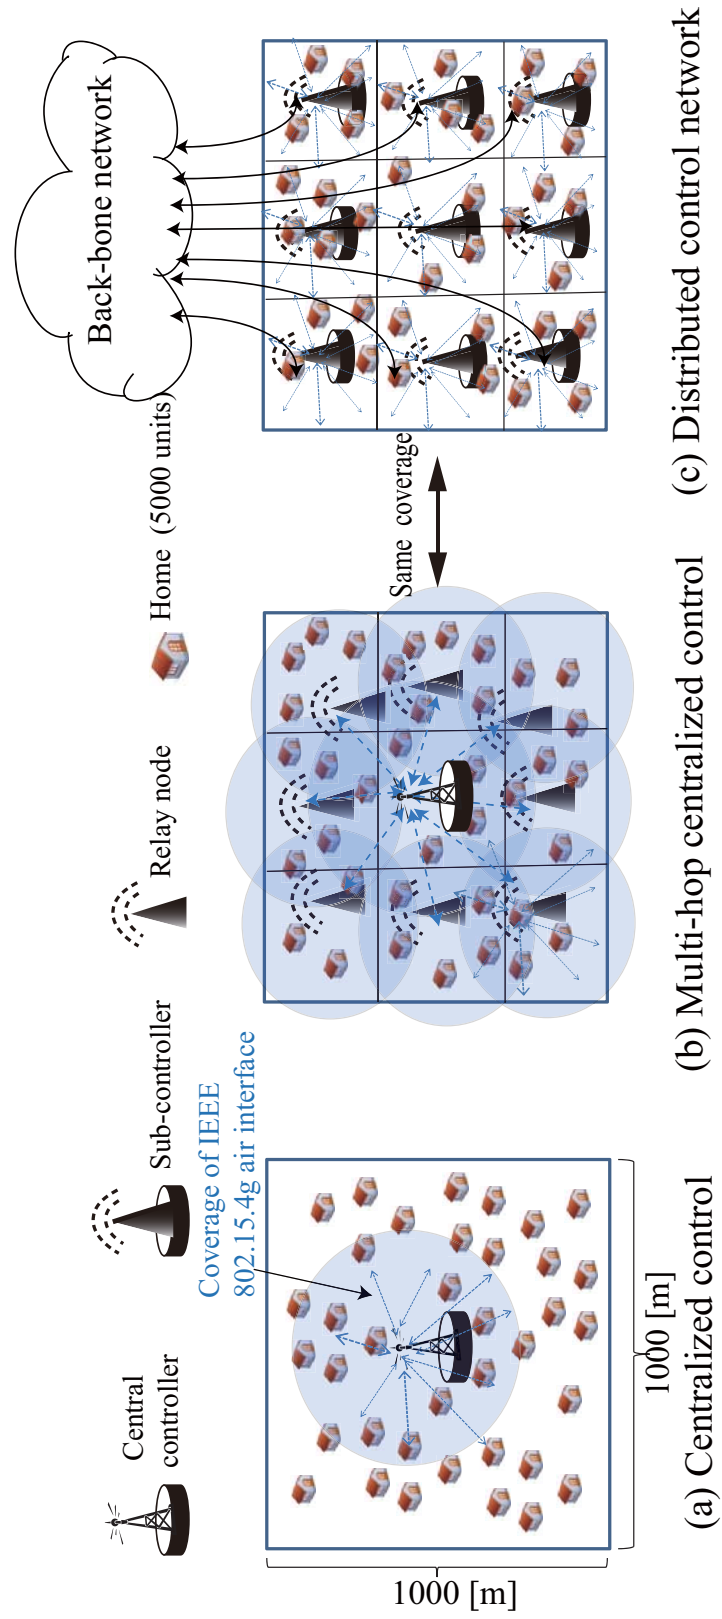 Central
controller
Sub-controller
Relay node
Home (5000 units)
Back-bone network
Coverage of IEEE
802.15.4g air interface
Same coverage
1000 [m]
1000 [m]
(a) Centralized control
(b) Multi-hop centralized control
(c) Distributed control network